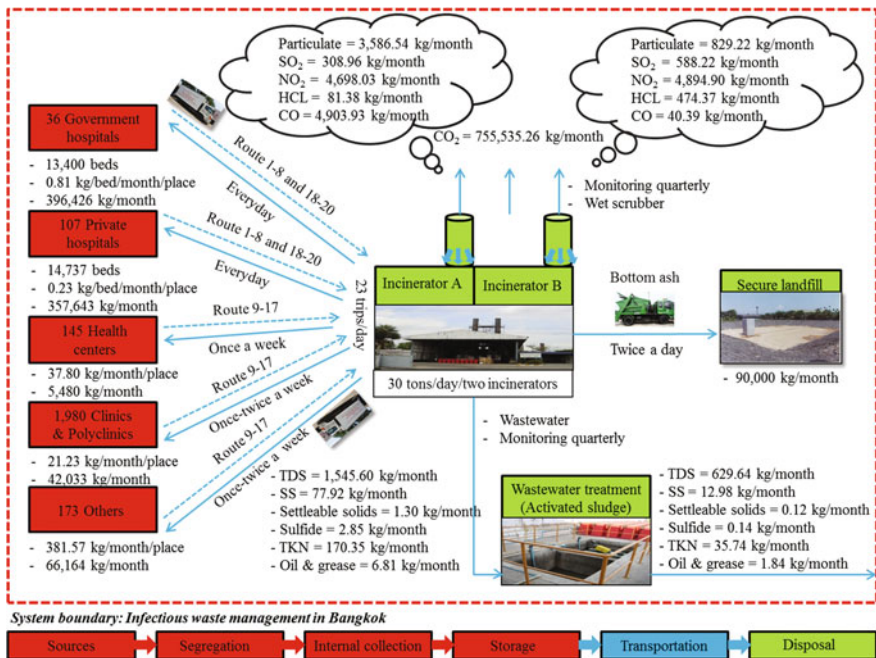 Particulate = 3,586.54 kg/month
SO₂ = 308.96 kg/month
NO₂ = 4,698.03 kg/month
HCL = 81.38 kg/month
CO = 4,903.93 kg/month
Particulate = 829.22 kg/month
SO₂ = 588.22 kg/month
NO₂ = 4,894.90 kg/month
HCL = 474.37 kg/month
CO = 40.39 kg/month
CO₂ = 755,535.26 kg/month
- Monitoring quarterly
- Wet scrubber
36 Government
hospitals
- 13,400 beds
- 0.81 kg/bed/month/place
- 396,426 kg/month
Route 1-8 and 18-20
Everyday
107 Private
hospitals
- 14,737 beds
- 0.23 kg/bed/month/place
- 357,643 kg/month
Route 1-8 and 18-20
Everyday
145 Health
centers
- 37.80 kg/month/place
- 5,480 kg/month
Route 9-17
Once a week
1,980 Clinics
& Polyclinics
- 21.23 kg/month/place
- 42,033 kg/month
Route 9-17
Once-twice a week
173 Others
- 381.57 kg/month/place
- 66,164 kg/month
Route 9-17
Once-twice a week
23 trips/day
Incinerator A
Incinerator B
30 tons/day/two incinerators
Bottom ash
Twice a day
Secure landfill
- 90,000 kg/month
- Wastewater
- Monitoring quarterly
- TDS = 1,545.60 kg/month
- SS = 77.92 kg/month
- Settleable solids = 1.30 kg/month
- Sulfide = 2.85 kg/month
- TKN = 170.35 kg/month
- Oil & grease = 6.81 kg/month
Wastewater treatment
(Activated sludge)
- TDS = 629.64 kg/month
- SS = 12.98 kg/month
- Settleable solids = 0.12 kg/month
- Sulfide = 0.14 kg/month
- TKN = 35.74 kg/month
- Oil & grease = 1.84 kg/month
System boundary: Infectious waste management in Bangkok
Sources
Segregation
Internal collection
Storage
Transportation
Disposal